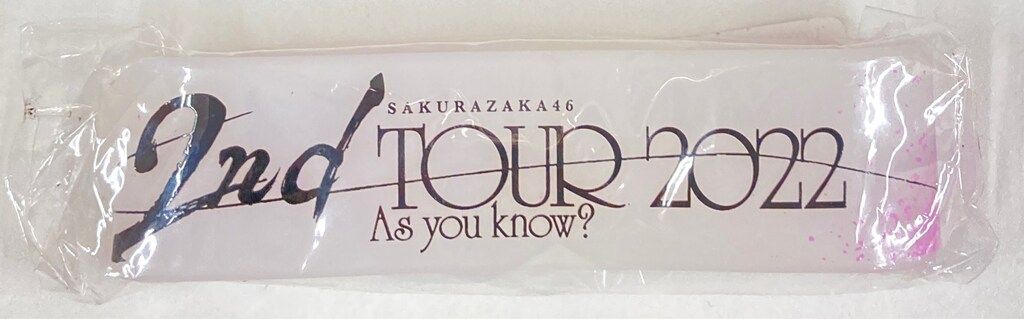 SAKURAZAKA46
2nd TOUR 2022
As you know?